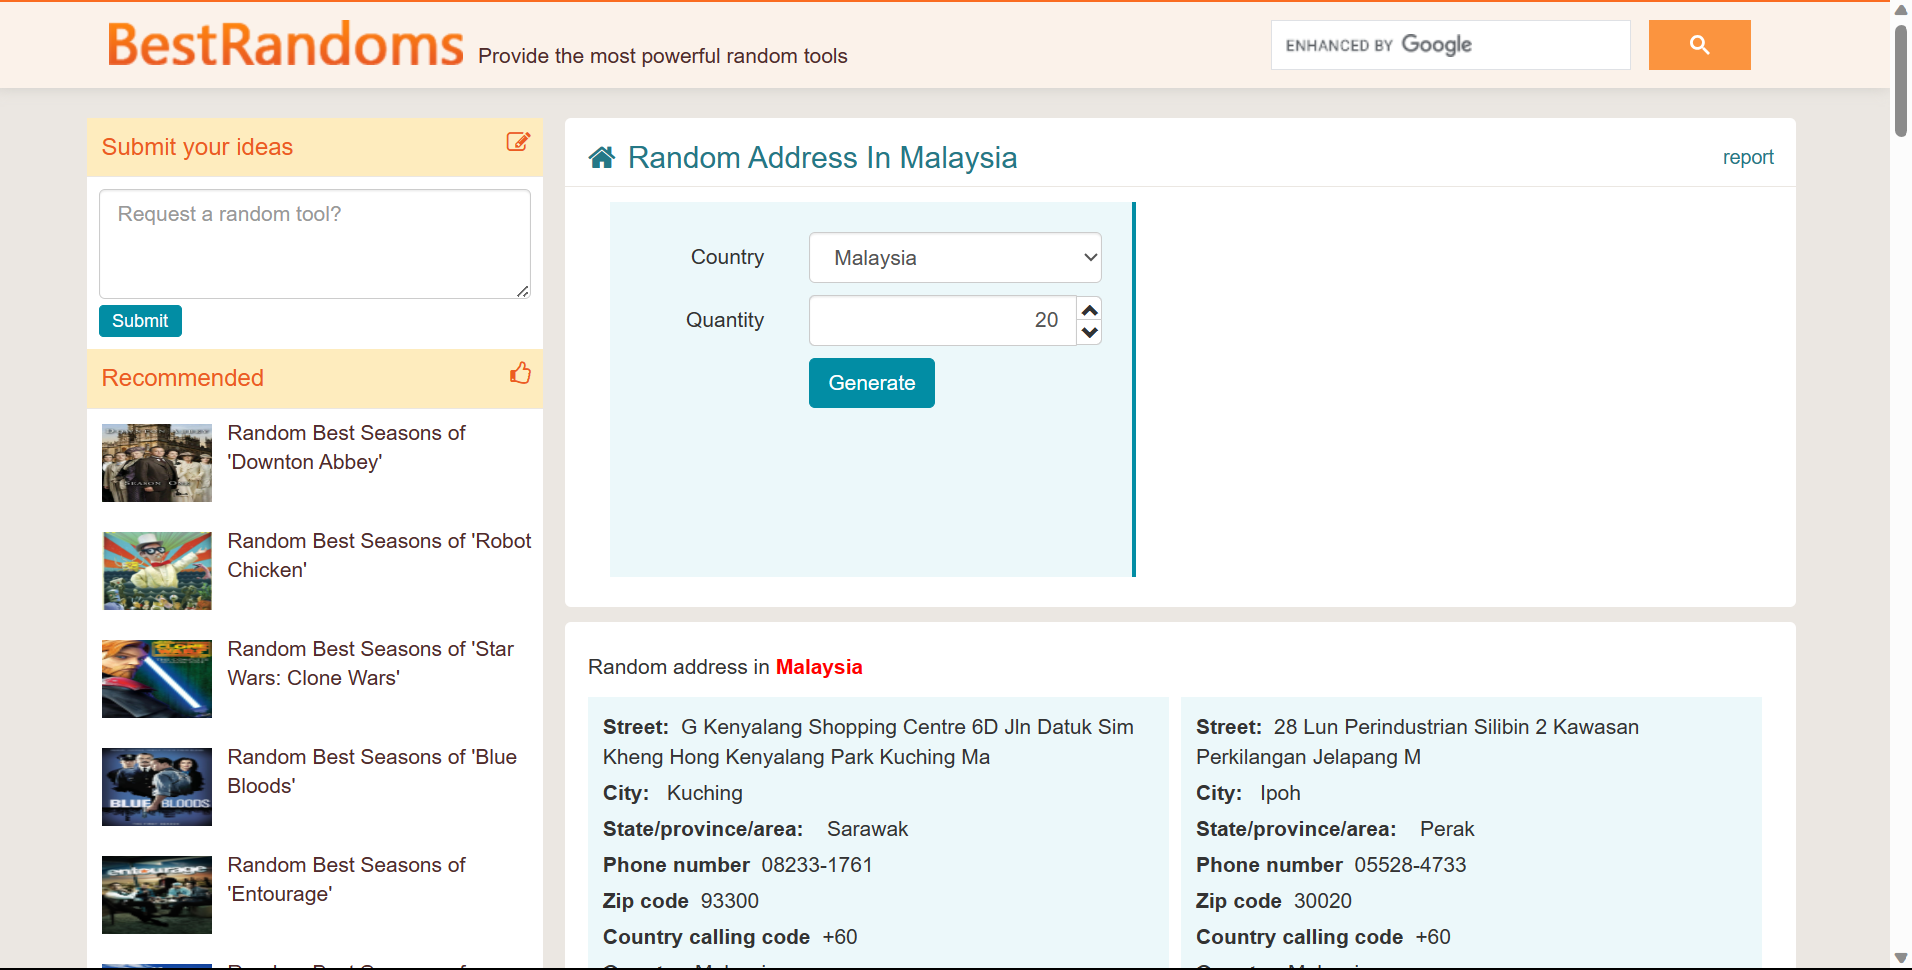 BestRandoms Provide the most powerful random tools
ENHANCED BY Google
Submit your ideas
Request a random tool?
Submit
Recommended
Random Best Seasons of
'Downton Abbey'
Random Best Seasons of 'Robot
Chicken'
Random Best Seasons of 'Star
Wars: Clone Wars'
BLUE BLOODS
Random Best Seasons of 'Blue
Bloods'
entourage
Random Best Seasons of
'Entourage'
Random Address In Malaysia
report
Country
Malaysia
Quantity
20
Generate
Random address in Malaysia
Street: G Kenyalang Shopping Centre 6D Jln Datuk Sim
Kheng Hong Kenyalang Park Kuching Ma
City: Kuching
State/province/area: Sarawak
Phone number 08233-1761
Zip code 93300
Country calling code +60
Street: 28 Lun Perindustrian Silibin 2 Kawasan
Perkilangan Jelapang M
City: Ipoh
State/province/area: Perak
Phone number 05528-4733
Zip code 30020
Country calling code +60